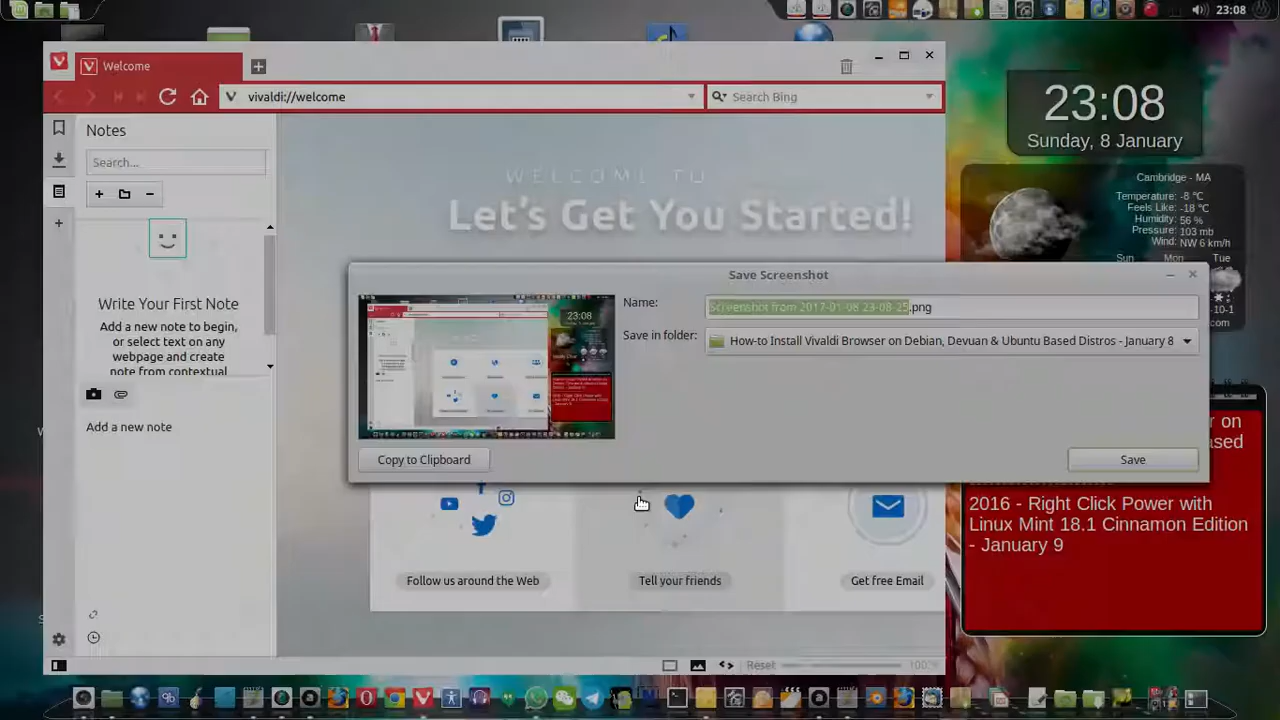 23:08
Welcome
vivaldi://welcome
Search Bing
Notes
Search...
WELCOME TO
Let's Get You Started!
Write Your First Note
Add a new note to begin,
or select text on any
webpage and create
note from contextual
Add a new note
Save Screenshot
Name:
Screenshot from 2017-01-08 23-08-25.png
Save in folder:
How-to Install Vivaldi Browser on Debian, Devuan & Ubuntu Based Distros - January 8
Copy to Clipboard
Save
Follow us around the Web
Tell your friends
Get free Email
Reset
100%
23:08
Sunday, 8 January
Cambridge - MA
Temperature: -8 °C
Feels Like: -18 °C
Humidity: 56 %
Pressure: 103 mb
Wind: NW 6 km/h
Sun Mon Tue
2016 - Right Click Power with
Linux Mint 18.1 Cinnamon Edition
- January 9